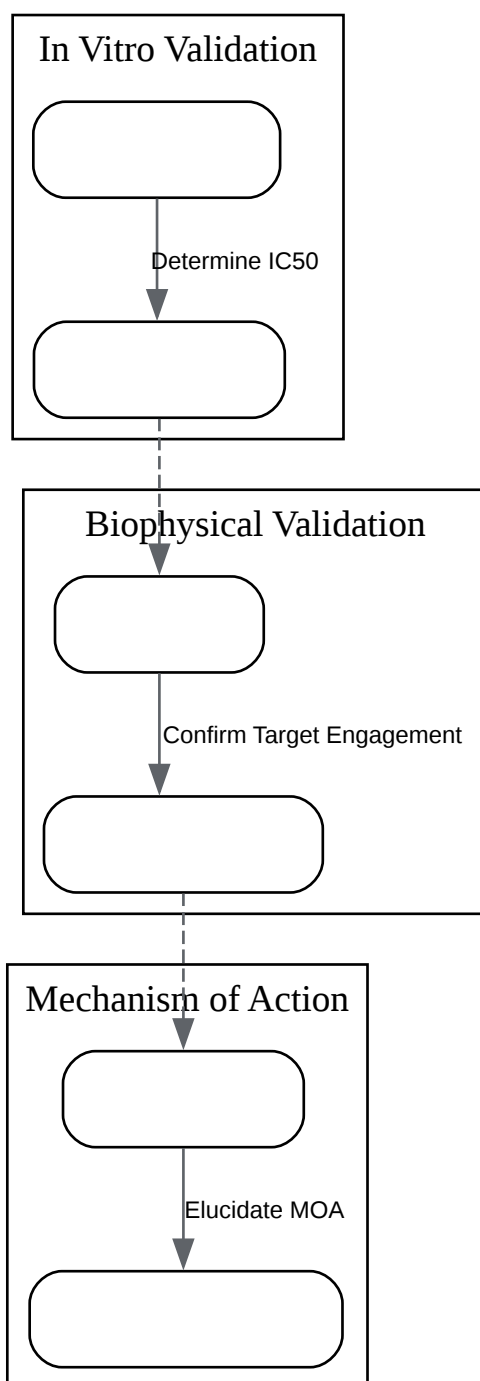 In Vitro Validation
Determine IC50
Biophysical Validation
Confirm Target Engagement
Mechanism of Action
Elucidate MOA